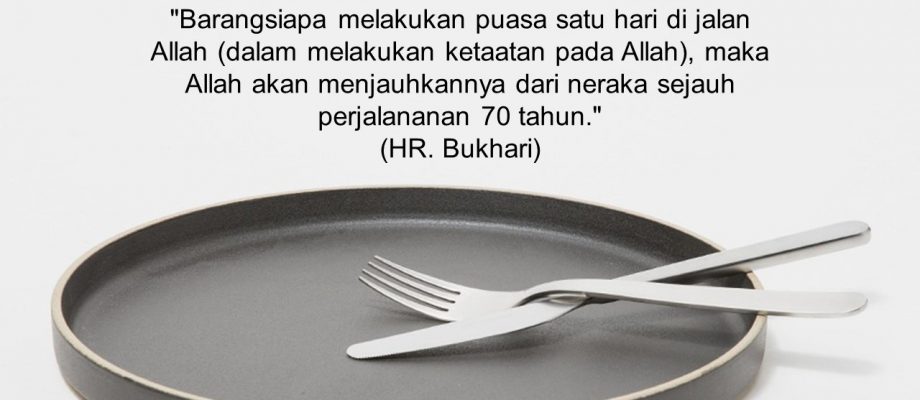 "Barangsiapa melakukan puasa satu hari di jalan
Allah (dalam melakukan ketaatan pada Allah), maka
Allah akan menjauhkannya dari neraka sejauh
perjalananan 70 tahun."
(HR. Bukhari)